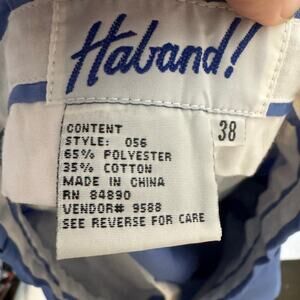 Haband!
CONTENT
STYLE: 056
65% POLYESTER
35% COTTON
MADE IN CHINA
RN 84890
VENDOR# 9588
SEE REVERSE FOR CARE
38